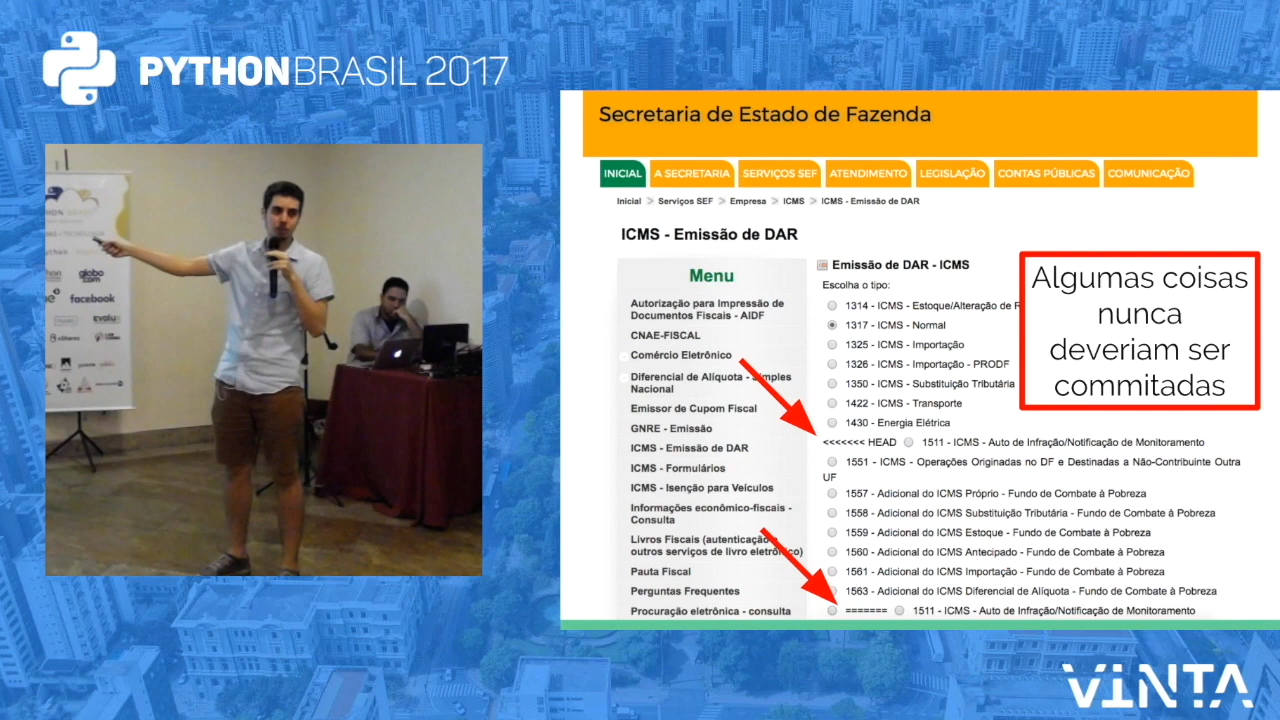 PYTHONBRASIL 2017
globo
.com
facebook
evolux
Secretaria de Estado de Fazenda
INICIAL
A SECRETARIA
SERVIÇOS SEF
ATENDIMENTO
LEGISLAÇÃO
CONTAS PÚBLICAS
COMUNICAÇÃO
Inicial > Serviços SEF > Empresa > ICMS > ICMS - Emissão de DAR
ICMS - Emissão de DAR
Menu
Autorização para Impressão de
Documentos Fiscais - AIDF
CNAE-FISCAL
Comércio Eletrônico
Diferencial de Alíquota - Simples
Nacional
Emissor de Cupom Fiscal
GNRE - Emissão
ICMS - Emissão de DAR
ICMS - Formulários
ICMS - Isenção para Veículos
Informações econômico-fiscais -
Consulta
Livros Fiscais (autenticação e
outros serviços de livro eletrônico)
Pauta Fiscal
Perguntas Frequentes
Procuração eletrônica - consulta
Emissão de DAR - ICMS
Escolha o tipo:
1314 - ICMS - Estoque/Alteração de R
1317 - ICMS - Normal
1325 - ICMS - Importação
1326 - ICMS - Importação - PRODF
1350 - ICMS - Substituição Tributária
1422 - ICMS - Transporte
1430 - Energia Elétrica
<<<<<<< HEAD 1511 - ICMS - Auto de Infração/Notificação de Monitoramento
1551 - ICMS - Operações Originadas no DF e Destinadas a Não-Contribuinte Outra
UF
1557 - Adicional do ICMS Próprio - Fundo de Combate à Pobreza
1558 - Adicional do ICMS Substituição Tributária - Fundo de Combate à Pobreza
1559 - Adicional do ICMS Estoque - Fundo de Combate à Pobreza
1560 - Adicional do ICMS Antecipado - Fundo de Combate à Pobreza
1561 - Adicional do ICMS Importação - Fundo de Combate à Pobreza
1563 - Adicional do ICMS Diferencial de Alíquota - Fundo de Combate à Pobreza
======= 1511 - ICMS - Auto de Infração/Notificação de Monitoramento
Algumas coisas
nunca
deveriam ser
commitadas
VINTA